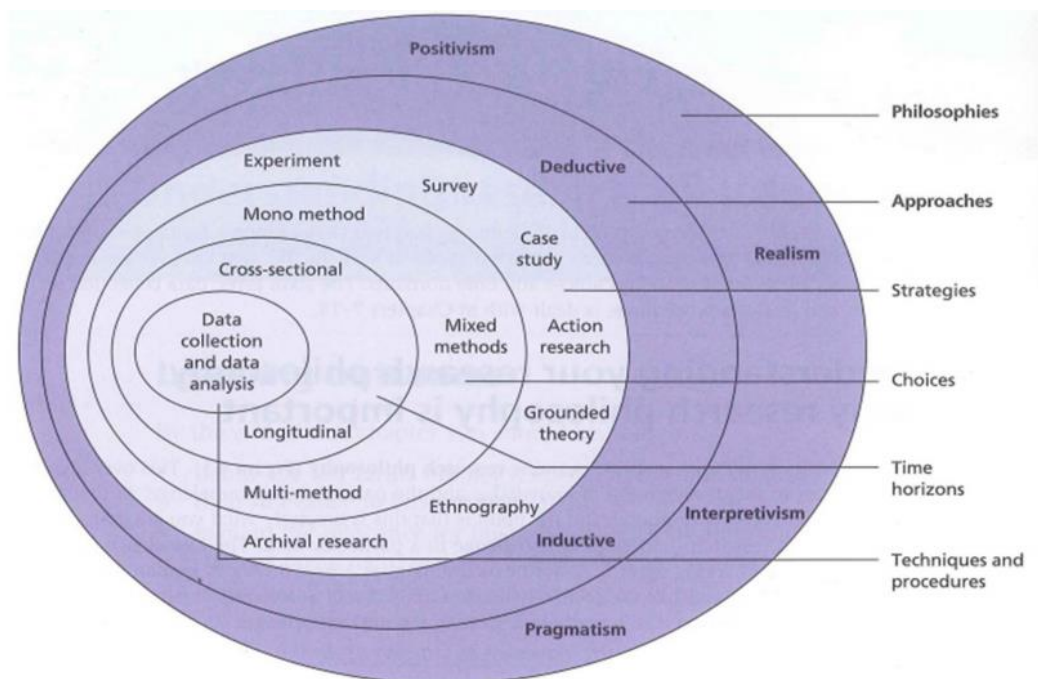 Positivism
Philosophies
Experiment
Deductive
Survey
Approaches
Mono method
Case
study
Realism
Cross-sectional
Strategies
Data
collection
and data
analysis
Mixed
methods
Action
research
Choices
Grounded
theory
Longitudinal
Time
horizons
Multi-method
Ethnography
Interpretivism
Archival research
Inductive
Techniques and
procedures
Pragmatism